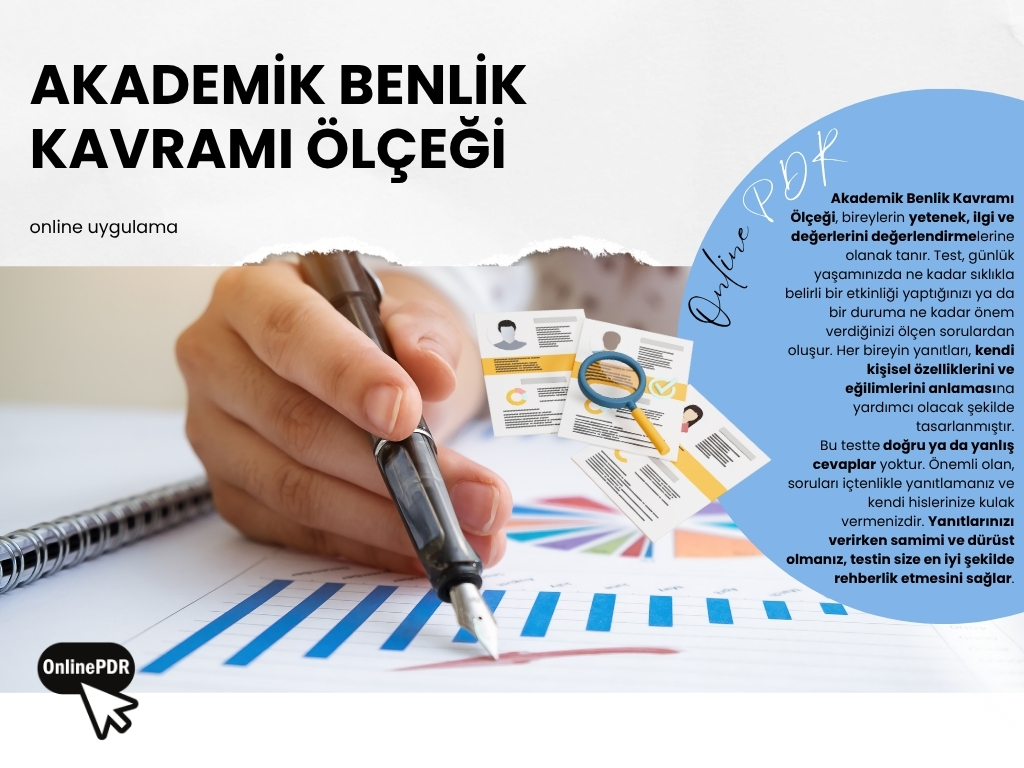 AKADEMİK BENLİK
KAVRAMI ÖLÇEĞİ
online uygulama
Online PDR
Akademik Benlik Kavramı
Ölçeği, bireylerin yetenek, ilgi ve
değerlerini değerlendirmelerine
olanak tanır. Test, günlük
yaşamınızda ne kadar sıklıkla
belirli bir etkinliği yaptığınızı ya da
bir duruma ne kadar önem
verdiğinizi ölçen sorulardan
oluşur. Her bireyin yanıtları, kendi
kişisel özelliklerini ve
eğilimlerini anlamasına
yardımcı olacak şekilde
tasarlanmıştır.
Bu testte doğru ya da yanlış
cevaplar yoktur. Önemli olan,
soruları içtenlikle yanıtlamanız ve
kendi hislerinize kulak
vermenizdir. Yanıtlarınızı
verirken samimi ve dürüst
olmanız, testin size en iyi şekilde
rehberlik etmesini sağlar.
OnlinePDR